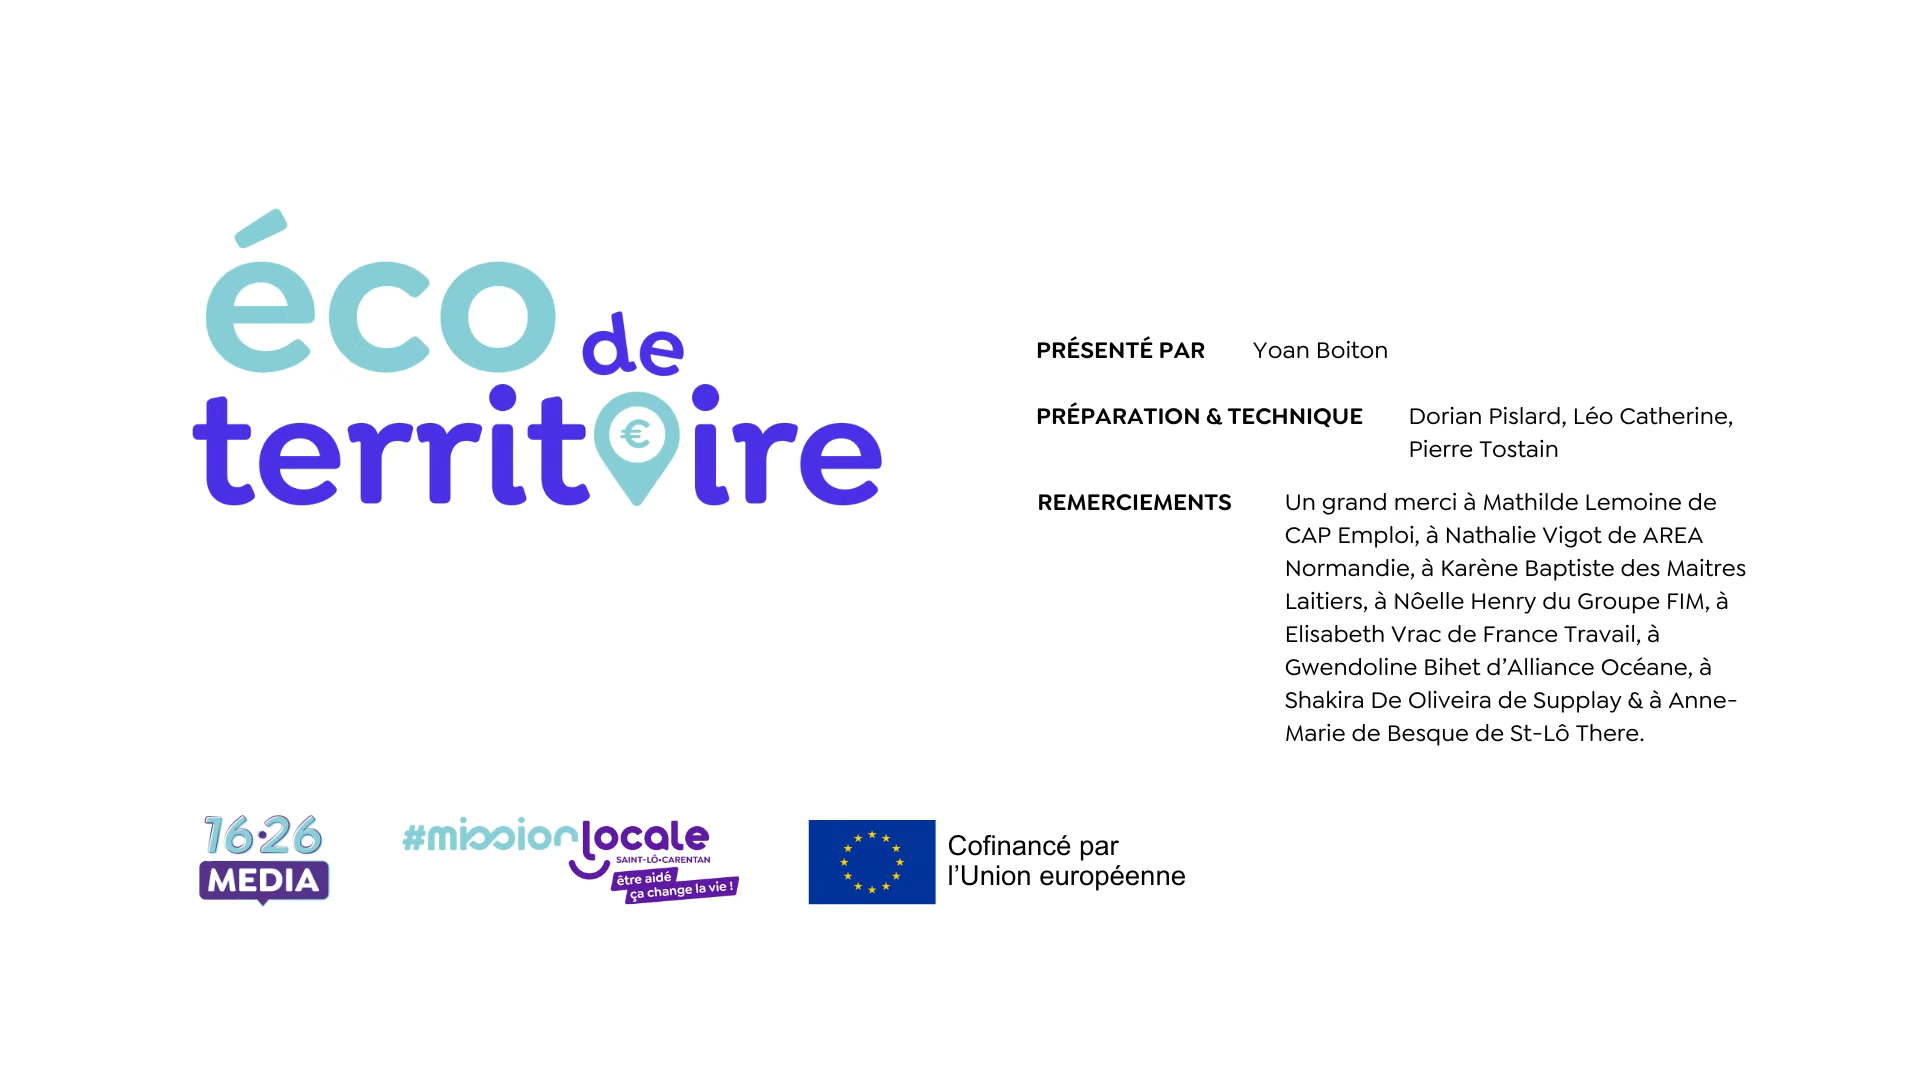 éco de
territoire
PRÉSENTÉ PAR Yoan Boiton
PRÉPARATION & TECHNIQUE Dorian Pislard, Léo Catherine,
Pierre Tostain
REMERCIEMENTS Un grand merci à Mathilde Lemoine de
CAP Emploi, à Nathalie Vigot de AREA
Normandie, à Karène Baptiste des Maitres
Laitiers, à Nôelle Henry du Groupe FIM, à
Elisabeth Vrac de France Travail, à
Gwendoline Bihet d’Alliance Océane, à
Shakira De Oliveira de Supplay & à Anne-
Marie de Besque de St-Lô There.
16•26
MEDIA
#missionlocale
SAINT-LÔ•CARENTAN
être aidé
ça change la vie !
Cofinancé par
l’Union européenne